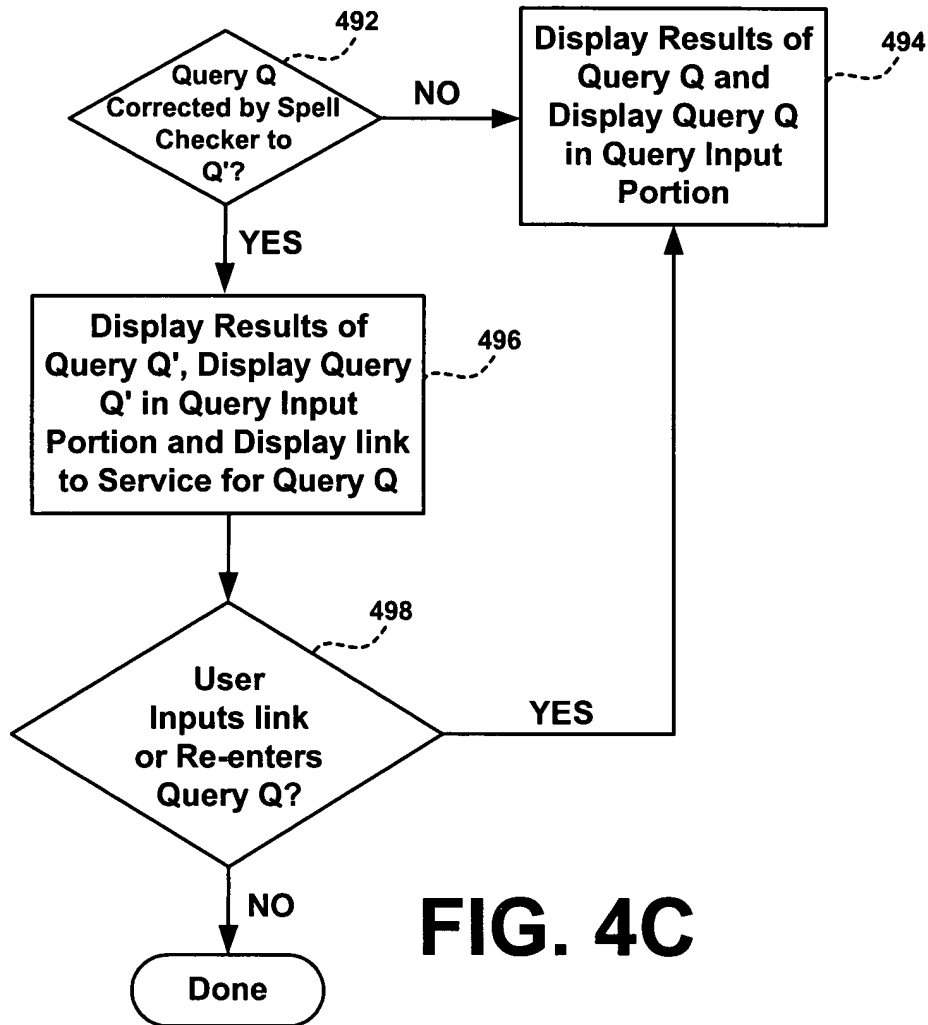 492
Query Q
Corrected by Spell
Checker to
Q'?
NO
Display Results of
Query Q and
Display Query Q
in Query Input
Portion
494
YES
Display Results of
Query Q', Display Query
Q' in Query Input
Portion and Display link
to Service for Query Q
496
498
User
Inputs link
or Re-enters
Query Q?
YES
NO
Done
FIG. 4C